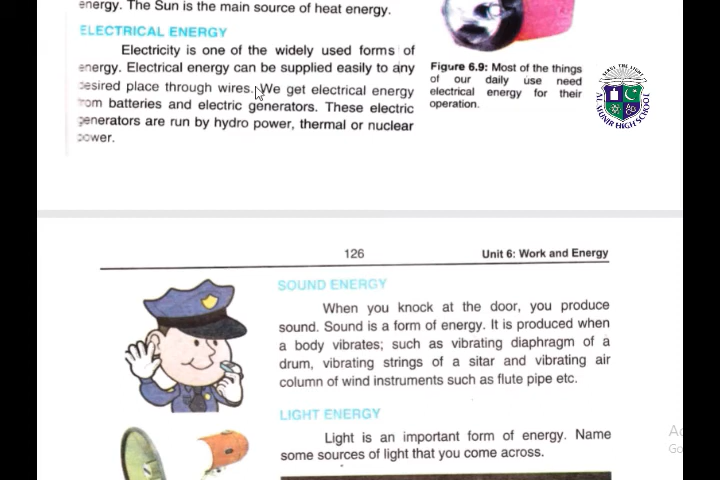 energy. The Sun is the main source of heat energy.
ELECTRICAL ENERGY
Electricity is one of the widely used forms of
energy. Electrical energy can be supplied easily to any
desired place through wires. We get electrical energy
from batteries and electric generators. These electric
generators are run by hydro power, thermal or nuclear
power.
Figure 6.9: Most of the things
of our daily use need
electrical energy for their
operation.
AL MUNIR HIGH SCHOOL
126
Unit 6: Work and Energy
SOUND ENERGY
When you knock at the door, you produce
sound. Sound is a form of energy. It is produced when
a body vibrates; such as vibrating diaphragm of a
drum, vibrating strings of a sitar and vibrating air
column of wind instruments such as flute pipe etc.
LIGHT ENERGY
Light is an important form of energy. Name
some sources of light that you come across.